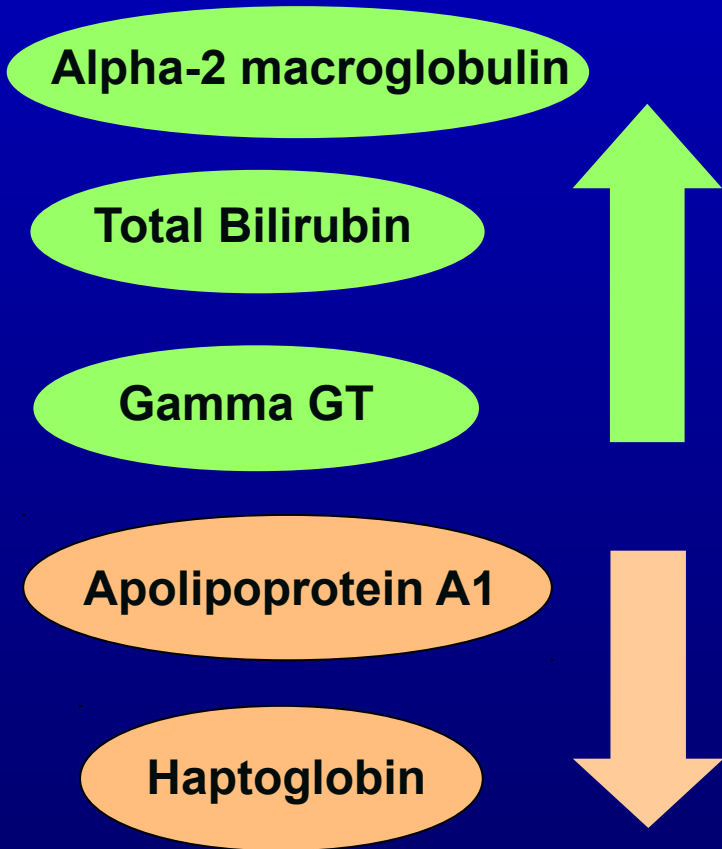 Alpha-2 macroglobulin
Total Bilirubin
Gamma GT
Apolipoprotein A1
Haptoglobin